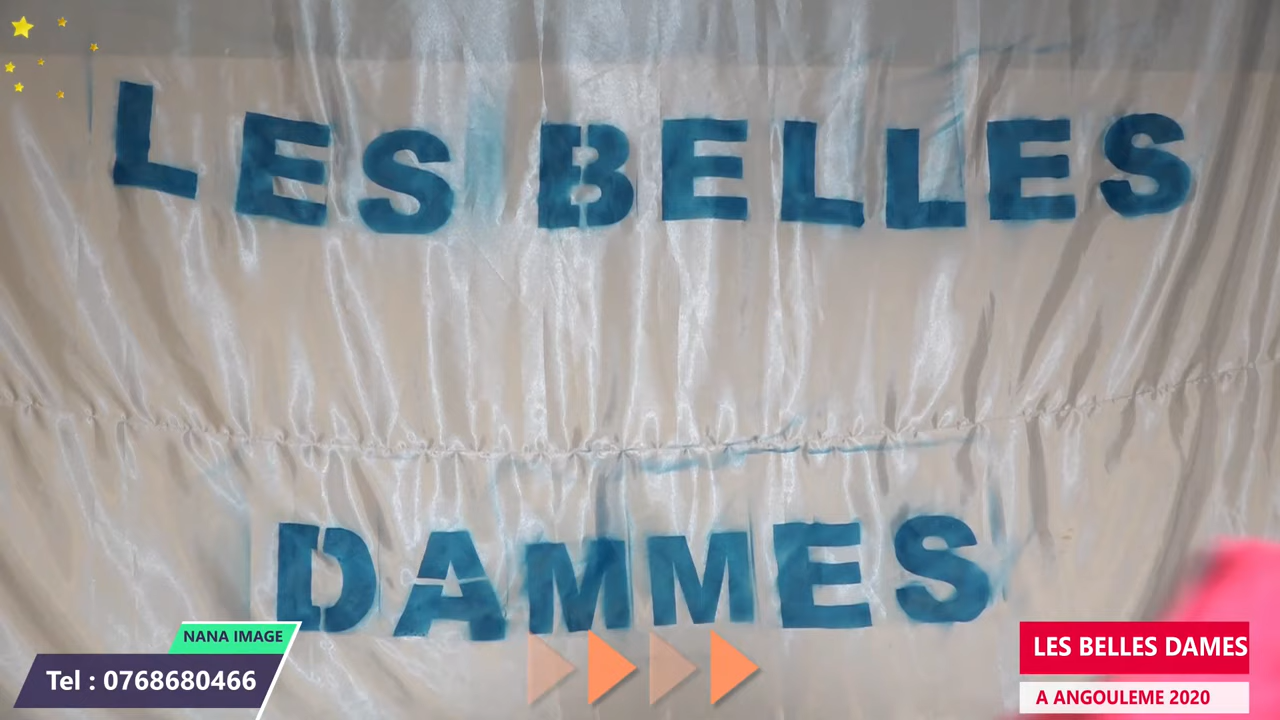 LES BELLES
DAMMES
NANA IMAGE
Tel : 0768680466
LES BELLES DAMES
A ANGOULEME 2020